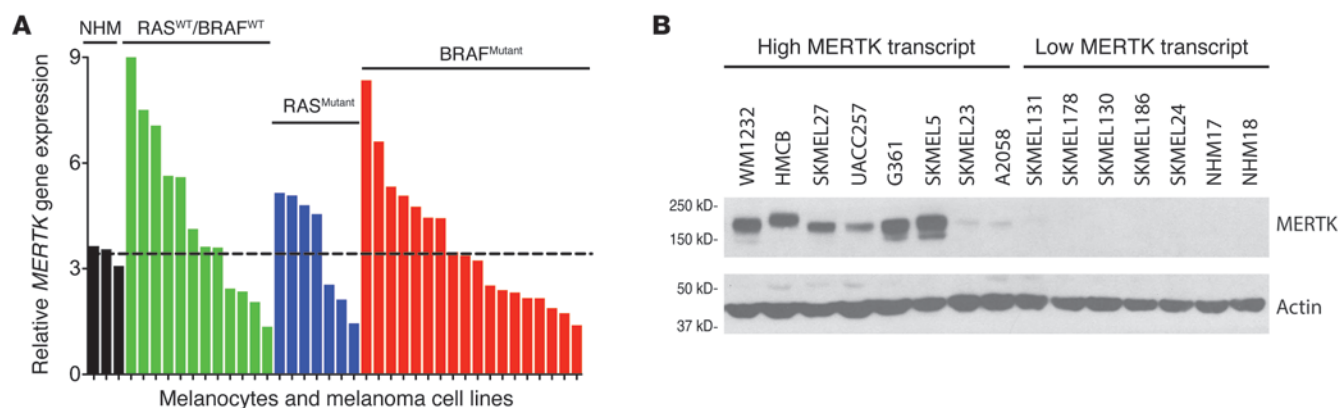 A
NHM
RAS^WT/BRAF^WT
BRAF^Mutant
RAS^Mutant
Relative MERTK gene expression
9
6
3
0
Melanocytes and melanoma cell lines
B
High MERTK transcript
Low MERTK transcript
WM1232
HMCB
SKMEL27
UACC257
G361
SKMEL5
SKMEL23
A2058
SKMEL131
SKMEL178
SKMEL130
SKMEL186
SKMEL24
NHM17
NHM18
250 kD-
150 kD-
MERTK
50 kD-
37 kD-
Actin